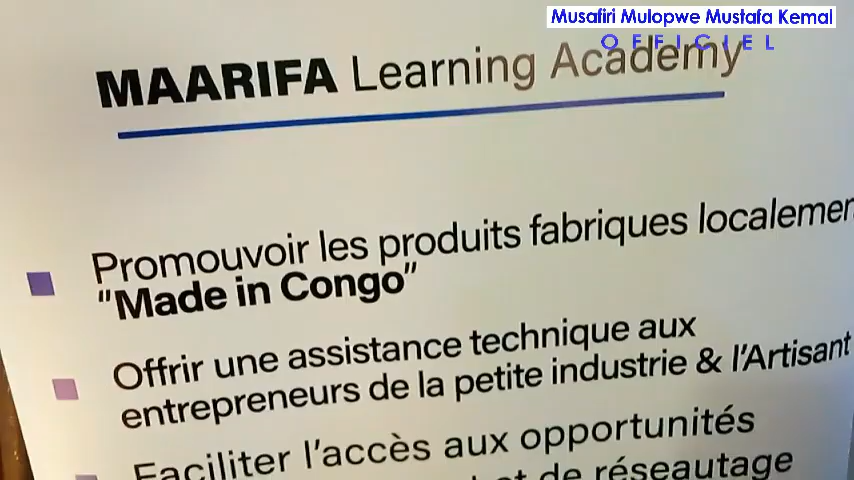 Musafiri Mulopwe Mustafa Kemal
OFFICIEL
MAARIFA Learning Academy
Promouvoir les produits fabriques localemen
"Made in Congo"
Offrir une assistance technique aux
entrepreneurs de la petite industrie & l'Artisant
Faciliter l'accès aux opportunités
et de réseautage